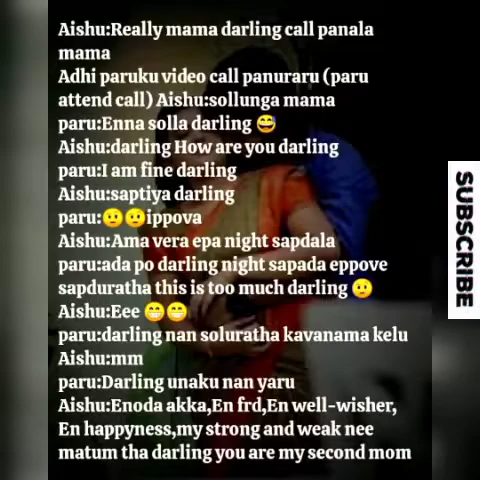 Aishu:Really mama darling call panala
mama
Adhi paruku video call panuraru (paru
attend call) Aishu:sollunga mama
paru:Enna solla darling 😅
Aishu:darling How are you darling
paru:I am fine darling
Aishu:saptiya darling
paru:🤨🤨ippova
Aishu:Ama vera epa night sapdala
paru:ada po darling night sapada eppove
sapduratha this is too much darling 🤨
Aishu:Eee 😁😁
paru:darling nan soluratha kavanama kelu
Aishu:mm
paru:Darling unaku nan yaru
Aishu:Enoda akka,En frd,En well-wisher,
En happyness,my strong and weak nee
matum tha darling you are my second mom
SUBSCRIBE